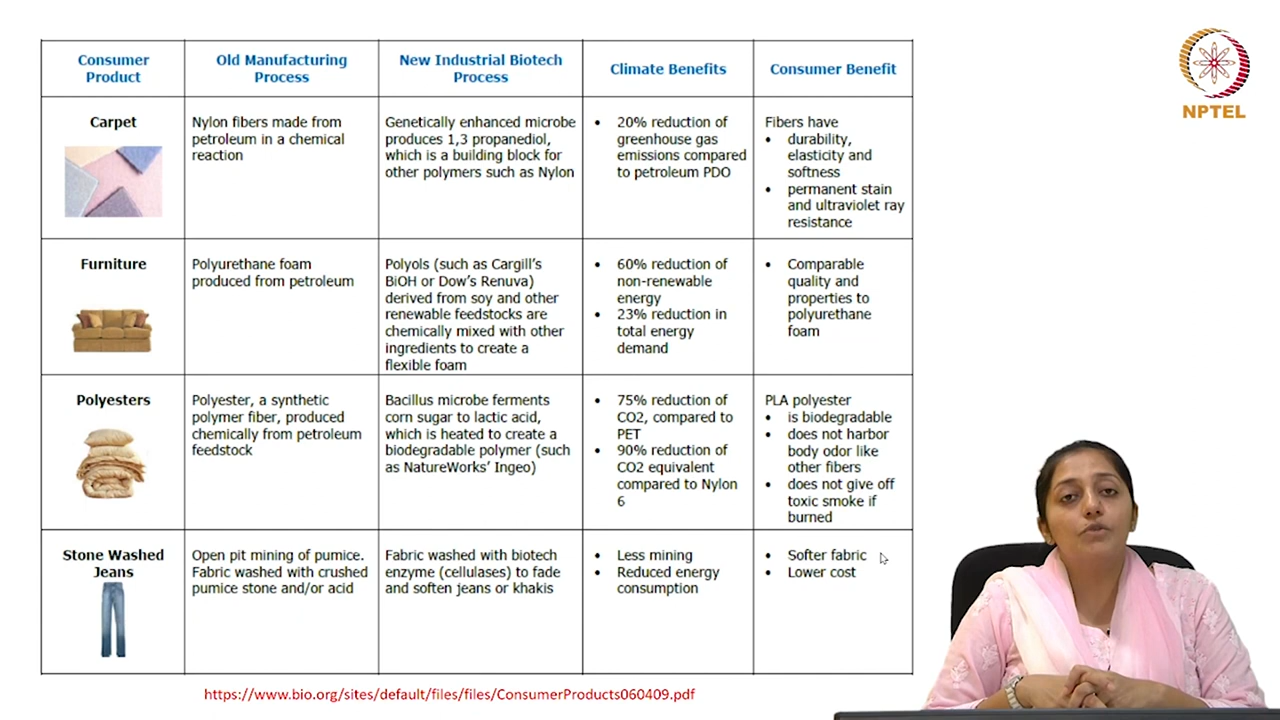 Consumer
Product
Old Manufacturing
Process
New Industrial Biotech
Process
Climate Benefits
Consumer Benefit
Carpet
Nylon fibers made from
petroleum in a chemical
reaction
Genetically enhanced microbe
produces 1,3 propanediol,
which is a building block for
other polymers such as Nylon
• 20% reduction of
greenhouse gas
emissions compared
to petroleum PDO
Fibers have
• durability,
elasticity and
softness
• permanent stain
and ultraviolet ray
resistance
Furniture
Polyurethane foam
produced from petroleum
Polyols (such as Cargill's
BiOH or Dow's Renuva)
derived from soy and other
renewable feedstocks are
chemically mixed with other
ingredients to create a
flexible foam
• 60% reduction of
non-renewable
energy
• 23% reduction in
total energy
demand
• Comparable
quality and
properties to
polyurethane
foam
Polyesters
Polyester, a synthetic
polymer fiber, produced
chemically from petroleum
feedstock
Bacillus microbe ferments
corn sugar to lactic acid,
which is heated to create a
biodegradable polymer (such
as NatureWorks' Ingeo)
• 75% reduction of
CO2, compared to
PET
• 90% reduction of
CO2 equivalent
compared to Nylon
6
PLA polyester
• is biodegradable
• does not harbor
body odor like
other fibers
• does not give off
toxic smoke if
burned
Stone Washed
Jeans
Open pit mining of pumice.
Fabric washed with crushed
pumice stone and/or acid
Fabric washed with biotech
enzyme (cellulases) to fade
and soften jeans or khakis
• Less mining
• Reduced energy
consumption
• Softer fabric
• Lower cost
https://www.bio.org/sites/default/files/files/ConsumerProducts060409.pdf
NPTEL